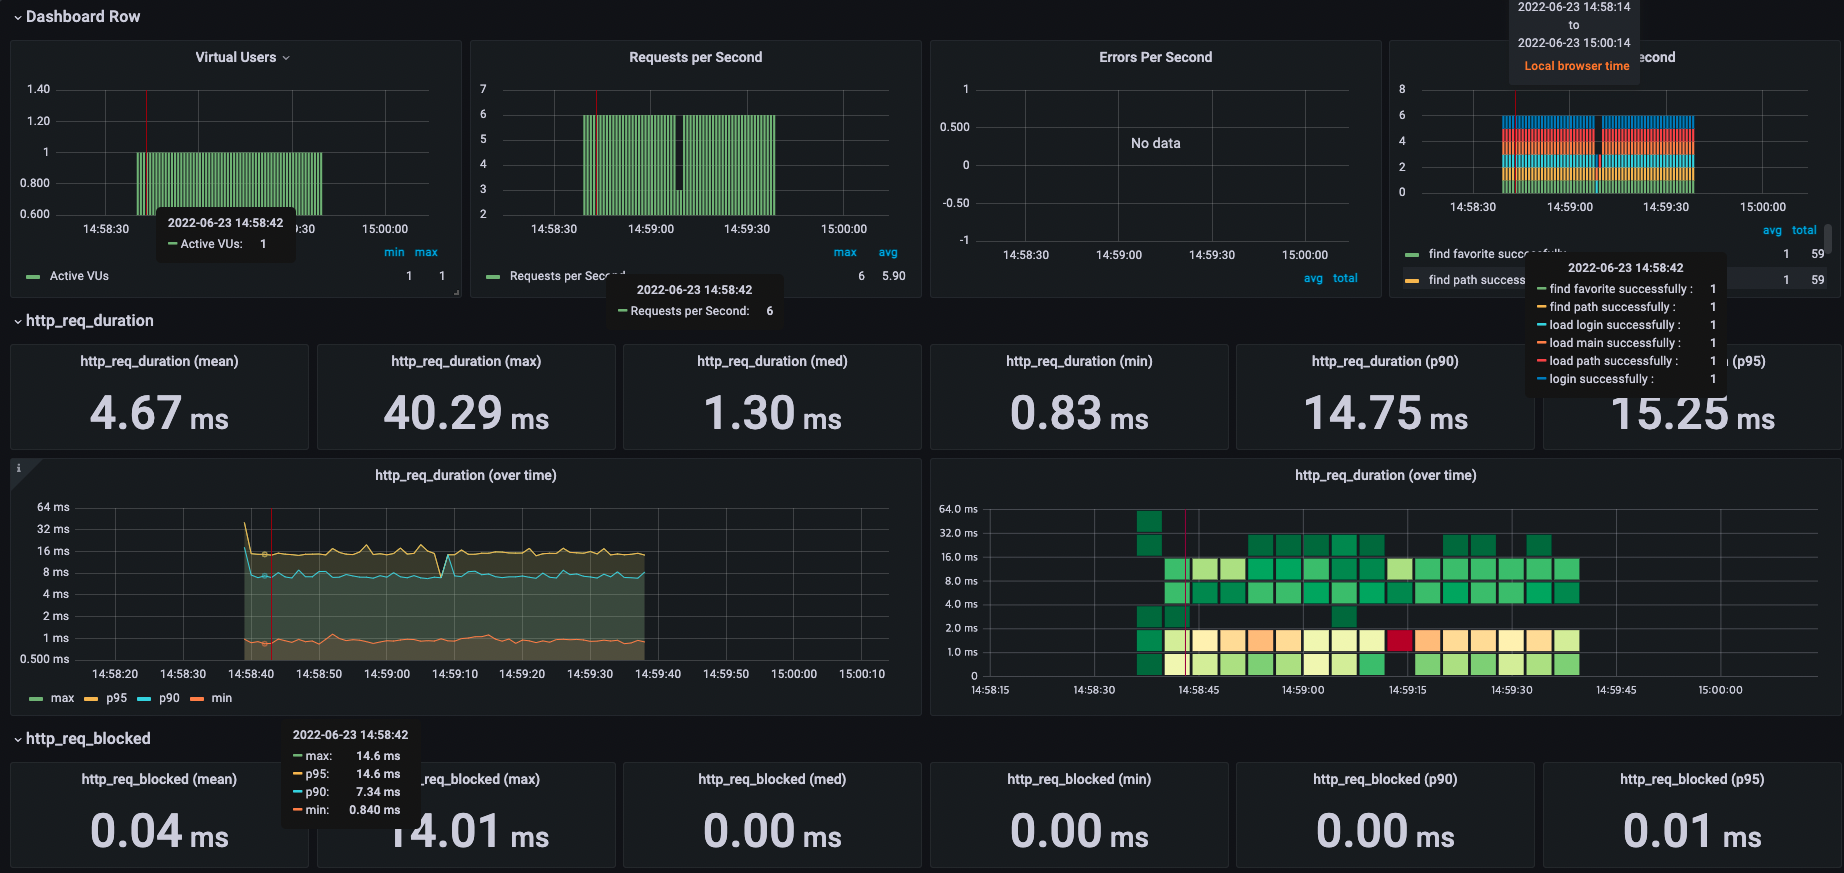 Dashboard Row
2022-06-23 14:58:14
to
2022-06-23 15:00:14
Local browser time
Virtual Users
1.40
1.20
1
0.800
0.600
14:58:30
:30
15:00:00
2022-06-23 14:58:42
Active VUs: 1
min max
Active VUs 1 1
Requests per Second
7
6
5
4
3
2
14:58:30 14:59:00 14:59:30 15:00:00
max avg
Requests per Second 6 5.90
2022-06-23 14:58:42
Requests per Second: 6
Errors Per Second
1
0.500
0
-0.50
-1
No data
14:58:30 14:59:00 14:59:30 15:00:00
avg total
econd
8
6
4
2
0
14:58:30 14:59:00 14:59:30 15:00:00
avg total
find favorite successfully 1 59
find path success 1 59
2022-06-23 14:58:42
find favorite successfully : 1
find path successfully : 1
load login successfully : 1
load main successfully : 1
load path successfully : 1
login successfully : 1
http_req_duration
http_req_duration (mean)
4.67 ms
http_req_duration (max)
40.29 ms
http_req_duration (med)
1.30 ms
http_req_duration (min)
0.83 ms
http_req_duration (p90)
14.75 ms
(p95)
15.25 ms
i
http_req_duration (over time)
64 ms
32 ms
16 ms
8 ms
4 ms
2 ms
1 ms
0.500 ms
14:58:20 14:58:30 14:58:40 14:58:50 14:59:00 14:59:10 14:59:20 14:59:30 14:59:40 14:59:50 15:00:00 15:00:10
max p95 p90 min
http_req_duration (over time)
64.0 ms
32.0 ms
16.0 ms
8.0 ms
4.0 ms
2.0 ms
1.0 ms
0
14:58:15 14:58:30 14:58:45 14:59:00 14:59:15 14:59:30 14:59:45 15:00:00
http_req_blocked
2022-06-23 14:58:42
max: 14.6 ms
p95: 14.6 ms
p90: 7.34 ms
min: 0.840 ms
http_req_blocked (mean)
0.04 ms
_req_blocked (max)
14.01 ms
http_req_blocked (med)
0.00 ms
http_req_blocked (min)
0.00 ms
http_req_blocked (p90)
0.00 ms
http_req_blocked (p95)
0.01 ms